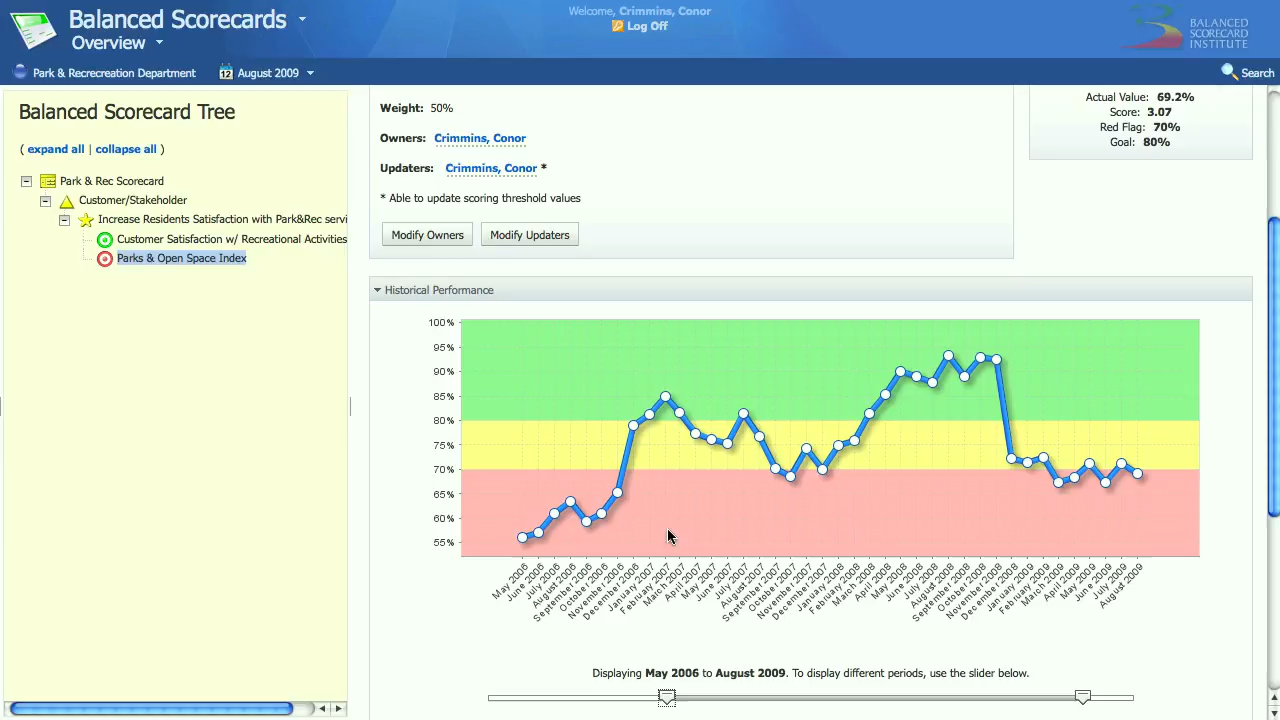 Balanced Scorecards
Overview
Welcome, Crimmins, Conor
Log Off
BALANCED
SCORECARD
INSTITUTE
Park & Recrecreation Department
12 August 2009
Search
Balanced Scorecard Tree
( expand all | collapse all )
Park & Rec Scorecard
Customer/Stakeholder
Increase Residents Satisfaction with Park&Rec servi
Customer Satisfaction w/ Recreational Activities
Parks & Open Space Index
Weight: 50%
Owners: Crimmins, Conor
Updaters: Crimmins, Conor *
* Able to update scoring threshold values
Modify Owners
Modify Updaters
Actual Value: 69.2%
Score: 3.07
Red Flag: 70%
Goal: 80%
Historical Performance
100%
95%
90%
85%
80%
75%
70%
65%
60%
55%
May 2006
June 2006
July 2006
August 2006
September 2006
October 2006
November 2006
December 2006
January 2007
February 2007
March 2007
April 2007
May 2007
June 2007
July 2007
August 2007
September 2007
October 2007
November 2007
December 2007
January 2008
February 2008
March 2008
April 2008
May 2008
June 2008
July 2008
August 2008
September 2008
October 2008
November 2008
December 2008
January 2009
February 2009
March 2009
April 2009
May 2009
June 2009
July 2009
August 2009
Displaying May 2006 to August 2009. To display different periods, use the slider below.